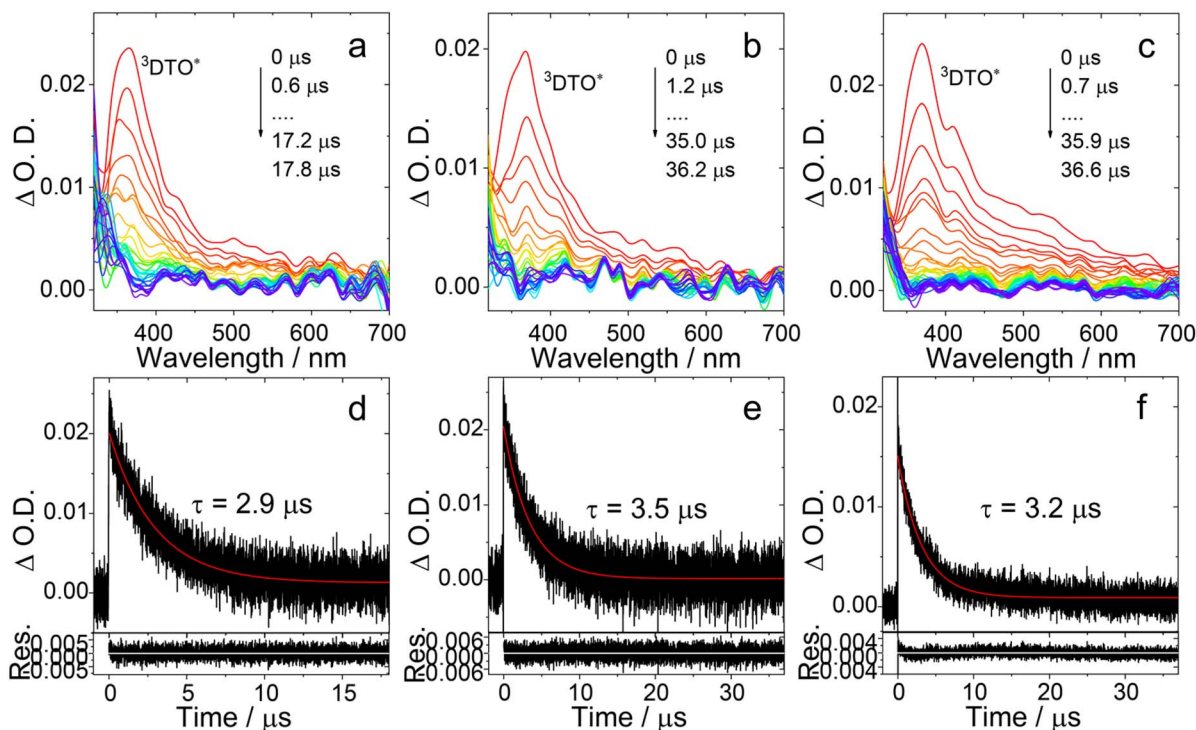 a
³DTO*
0 μs
0.6 μs
....
17.2 μs
17.8 μs
0.02
0.01
0.00
Δ O. D.
400 500 600 700
Wavelength / nm
b
³DTO*
0 μs
1.2 μs
....
35.0 μs
36.2 μs
0.02
0.01
0.00
Δ O. D.
400 500 600 700
Wavelength / nm
c
³DTO*
0 μs
0.7 μs
....
35.9 μs
36.6 μs
0.02
0.01
0.00
Δ O. D.
400 500 600 700
Wavelength / nm
d
τ = 2.9 μs
0.02
0.01
0.00
Δ O.D.
Res.
0 5 10 15
Time / μs
e
τ = 3.5 μs
0.02
0.01
0.00
Δ O.D.
Res.
0 10 20 30
Time / μs
f
τ = 3.2 μs
0.02
0.01
0.00
Δ O.D.
Res.
0 10 20 30
Time / μs